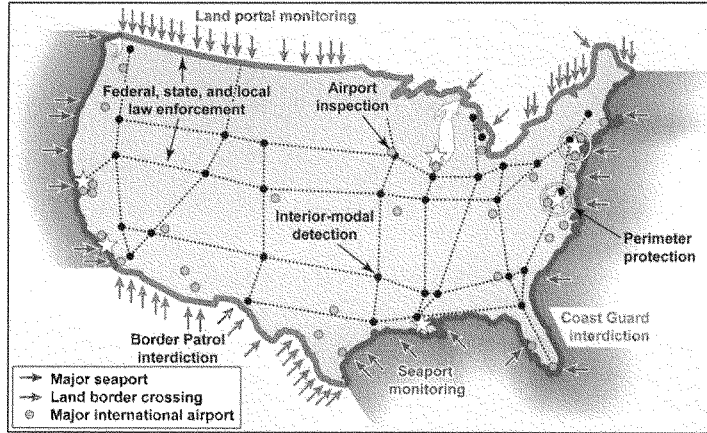 Land portal monitoring
Federal, state, and local
law enforcement
Airport
inspection
Interior-modal
detection
Perimeter
protection
Border Patrol
interdiction
Coast Guard
interdiction
Seaport
monitoring
Major seaport
Land border crossing
Major international airport